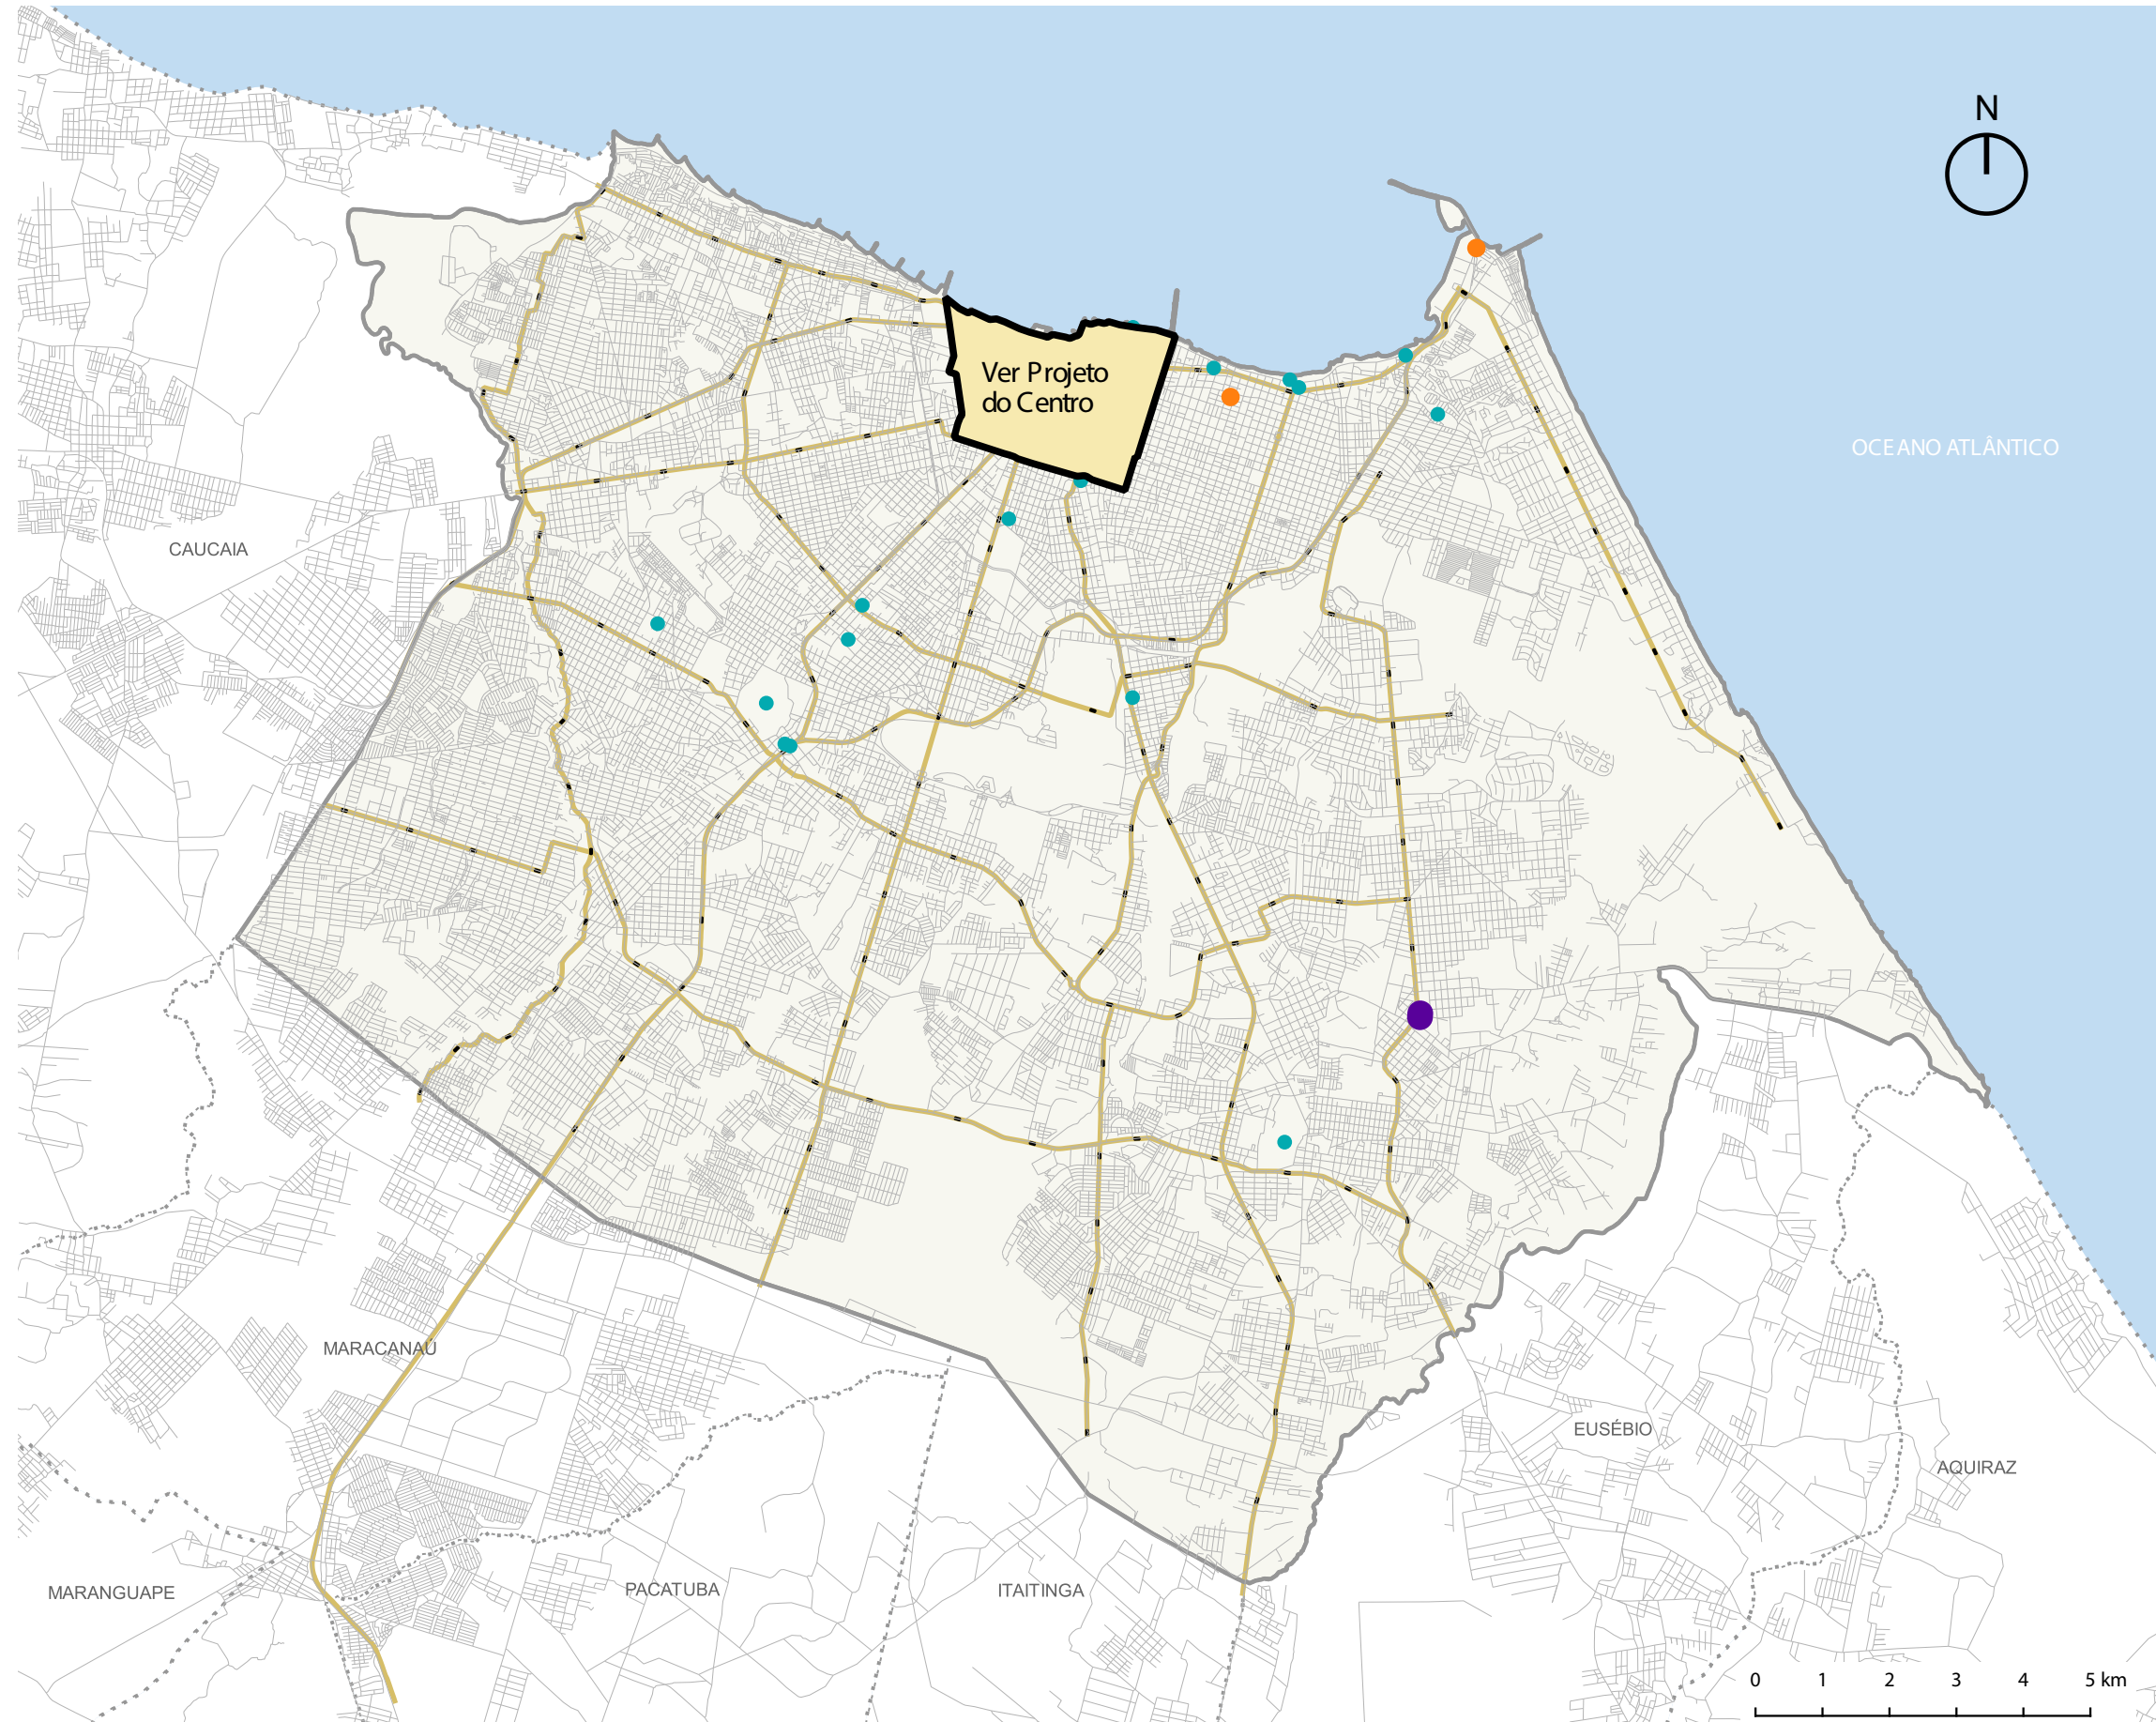 N
Ver Projeto
do Centro
OCEANO ATLÂNTICO
CAUCAIA
MARACANAÚ
EUSÉBIO
AQUIRAZ
MARANGUAPE
PACATUBA
ITAITINGA
0 1 2 3 4 5 km